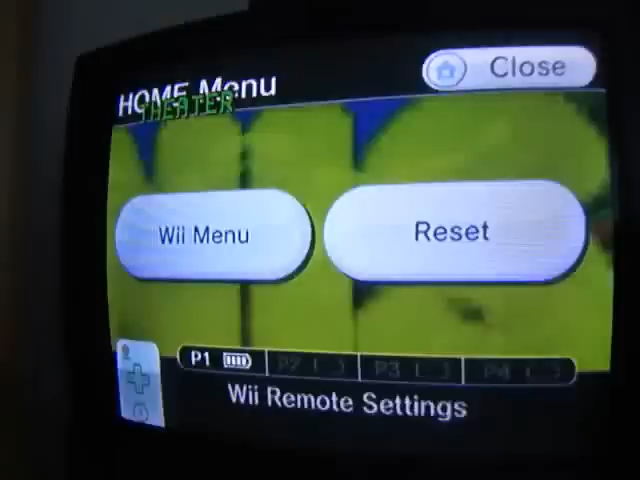 HOME Menu
THEATER
Close
Wii Menu
Reset
P1
P2
P3
P4
Wii Remote Settings